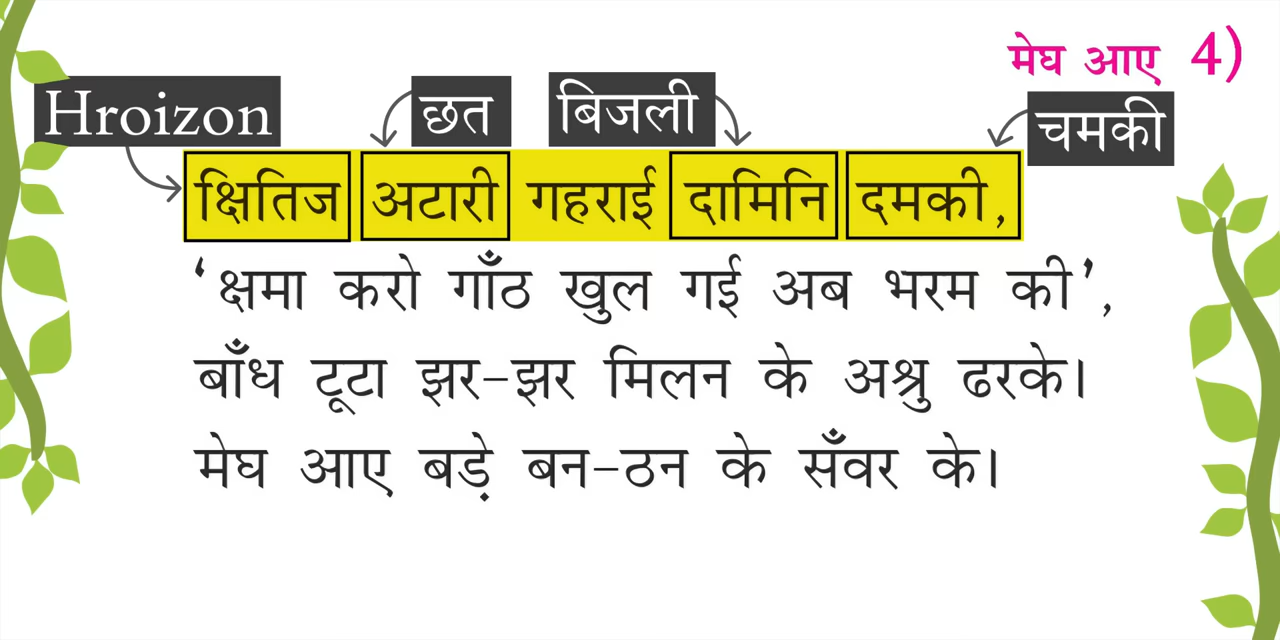 मेघ आए 4)
Hroizon छत बिजली चमकी
क्षितिज अटारी गहराई दामिनि दमकी,
‘क्षमा करो गाँठ खुल गई अब भरम की’,
बाँध टूटा झर-झर मिलन के अश्रु ढरके।
मेघ आए बड़े बन-ठन के सँवर के।